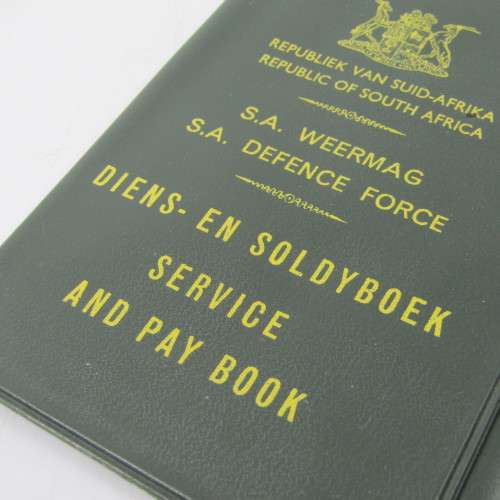 REPUBLIEK VAN SUID-AFRIKA
REPUBLIC OF SOUTH AFRICA
S.A. WEERMAG
S.A. DEFENCE FORCE
DIENS- EN SOLDYBOEK
SERVICE
AND PAY BOOK